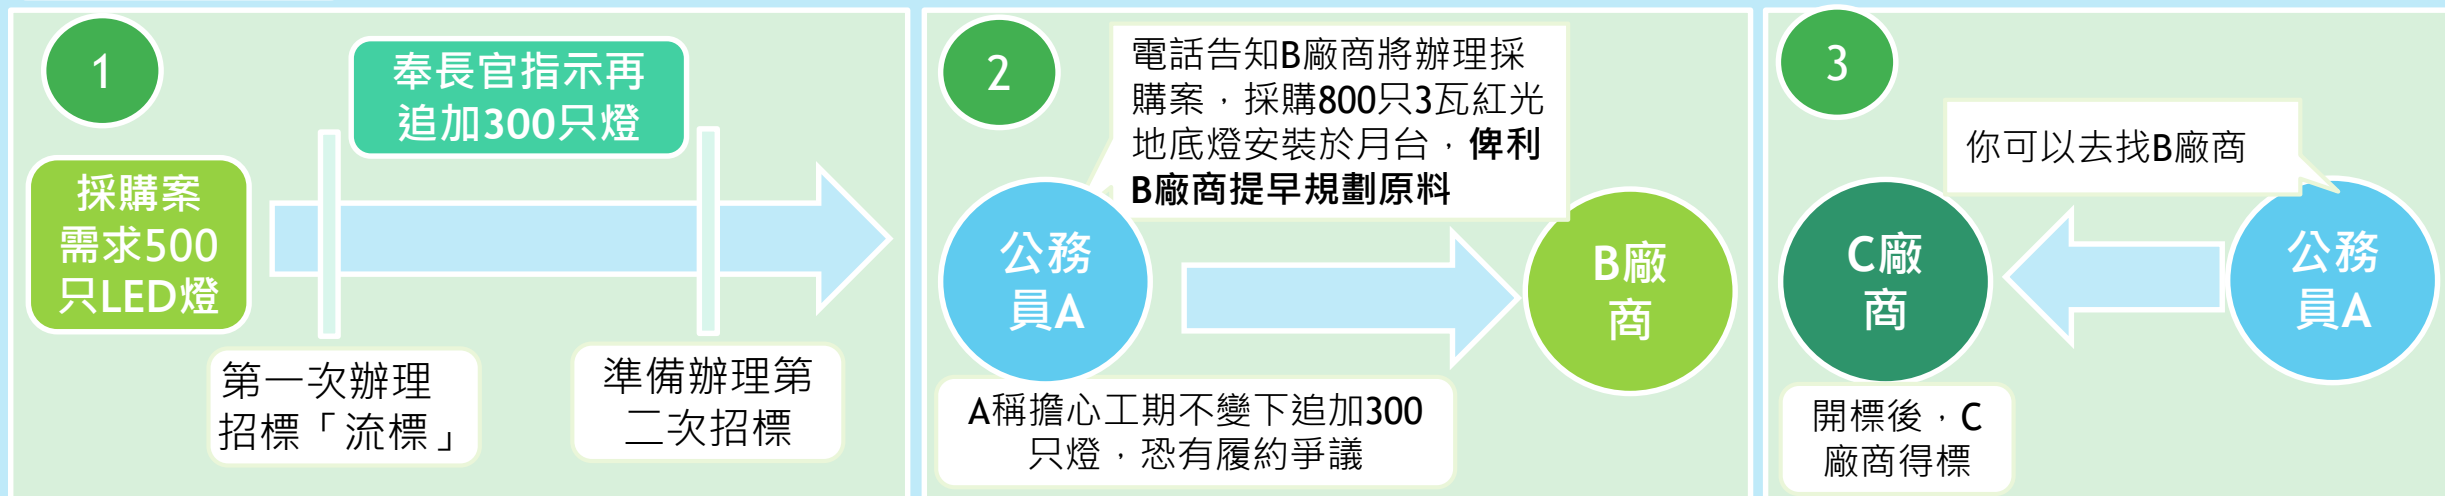 1
奉長官指示再
追加300只燈
採購案
需求500
只LED燈
第一次辦理
招標「流標」
準備辦理第
二次招標
2
電話告知B廠商將辦理採
購案，採購800只3瓦紅光
地底燈安裝於月台，俾利
B廠商提早規劃原料
公務
員A
B廠
商
A稱擔心工期不變下追加300
只燈，恐有履約爭議
3
你可以去找B廠商
C廠
商
公務
員A
開標後，C
廠商得標